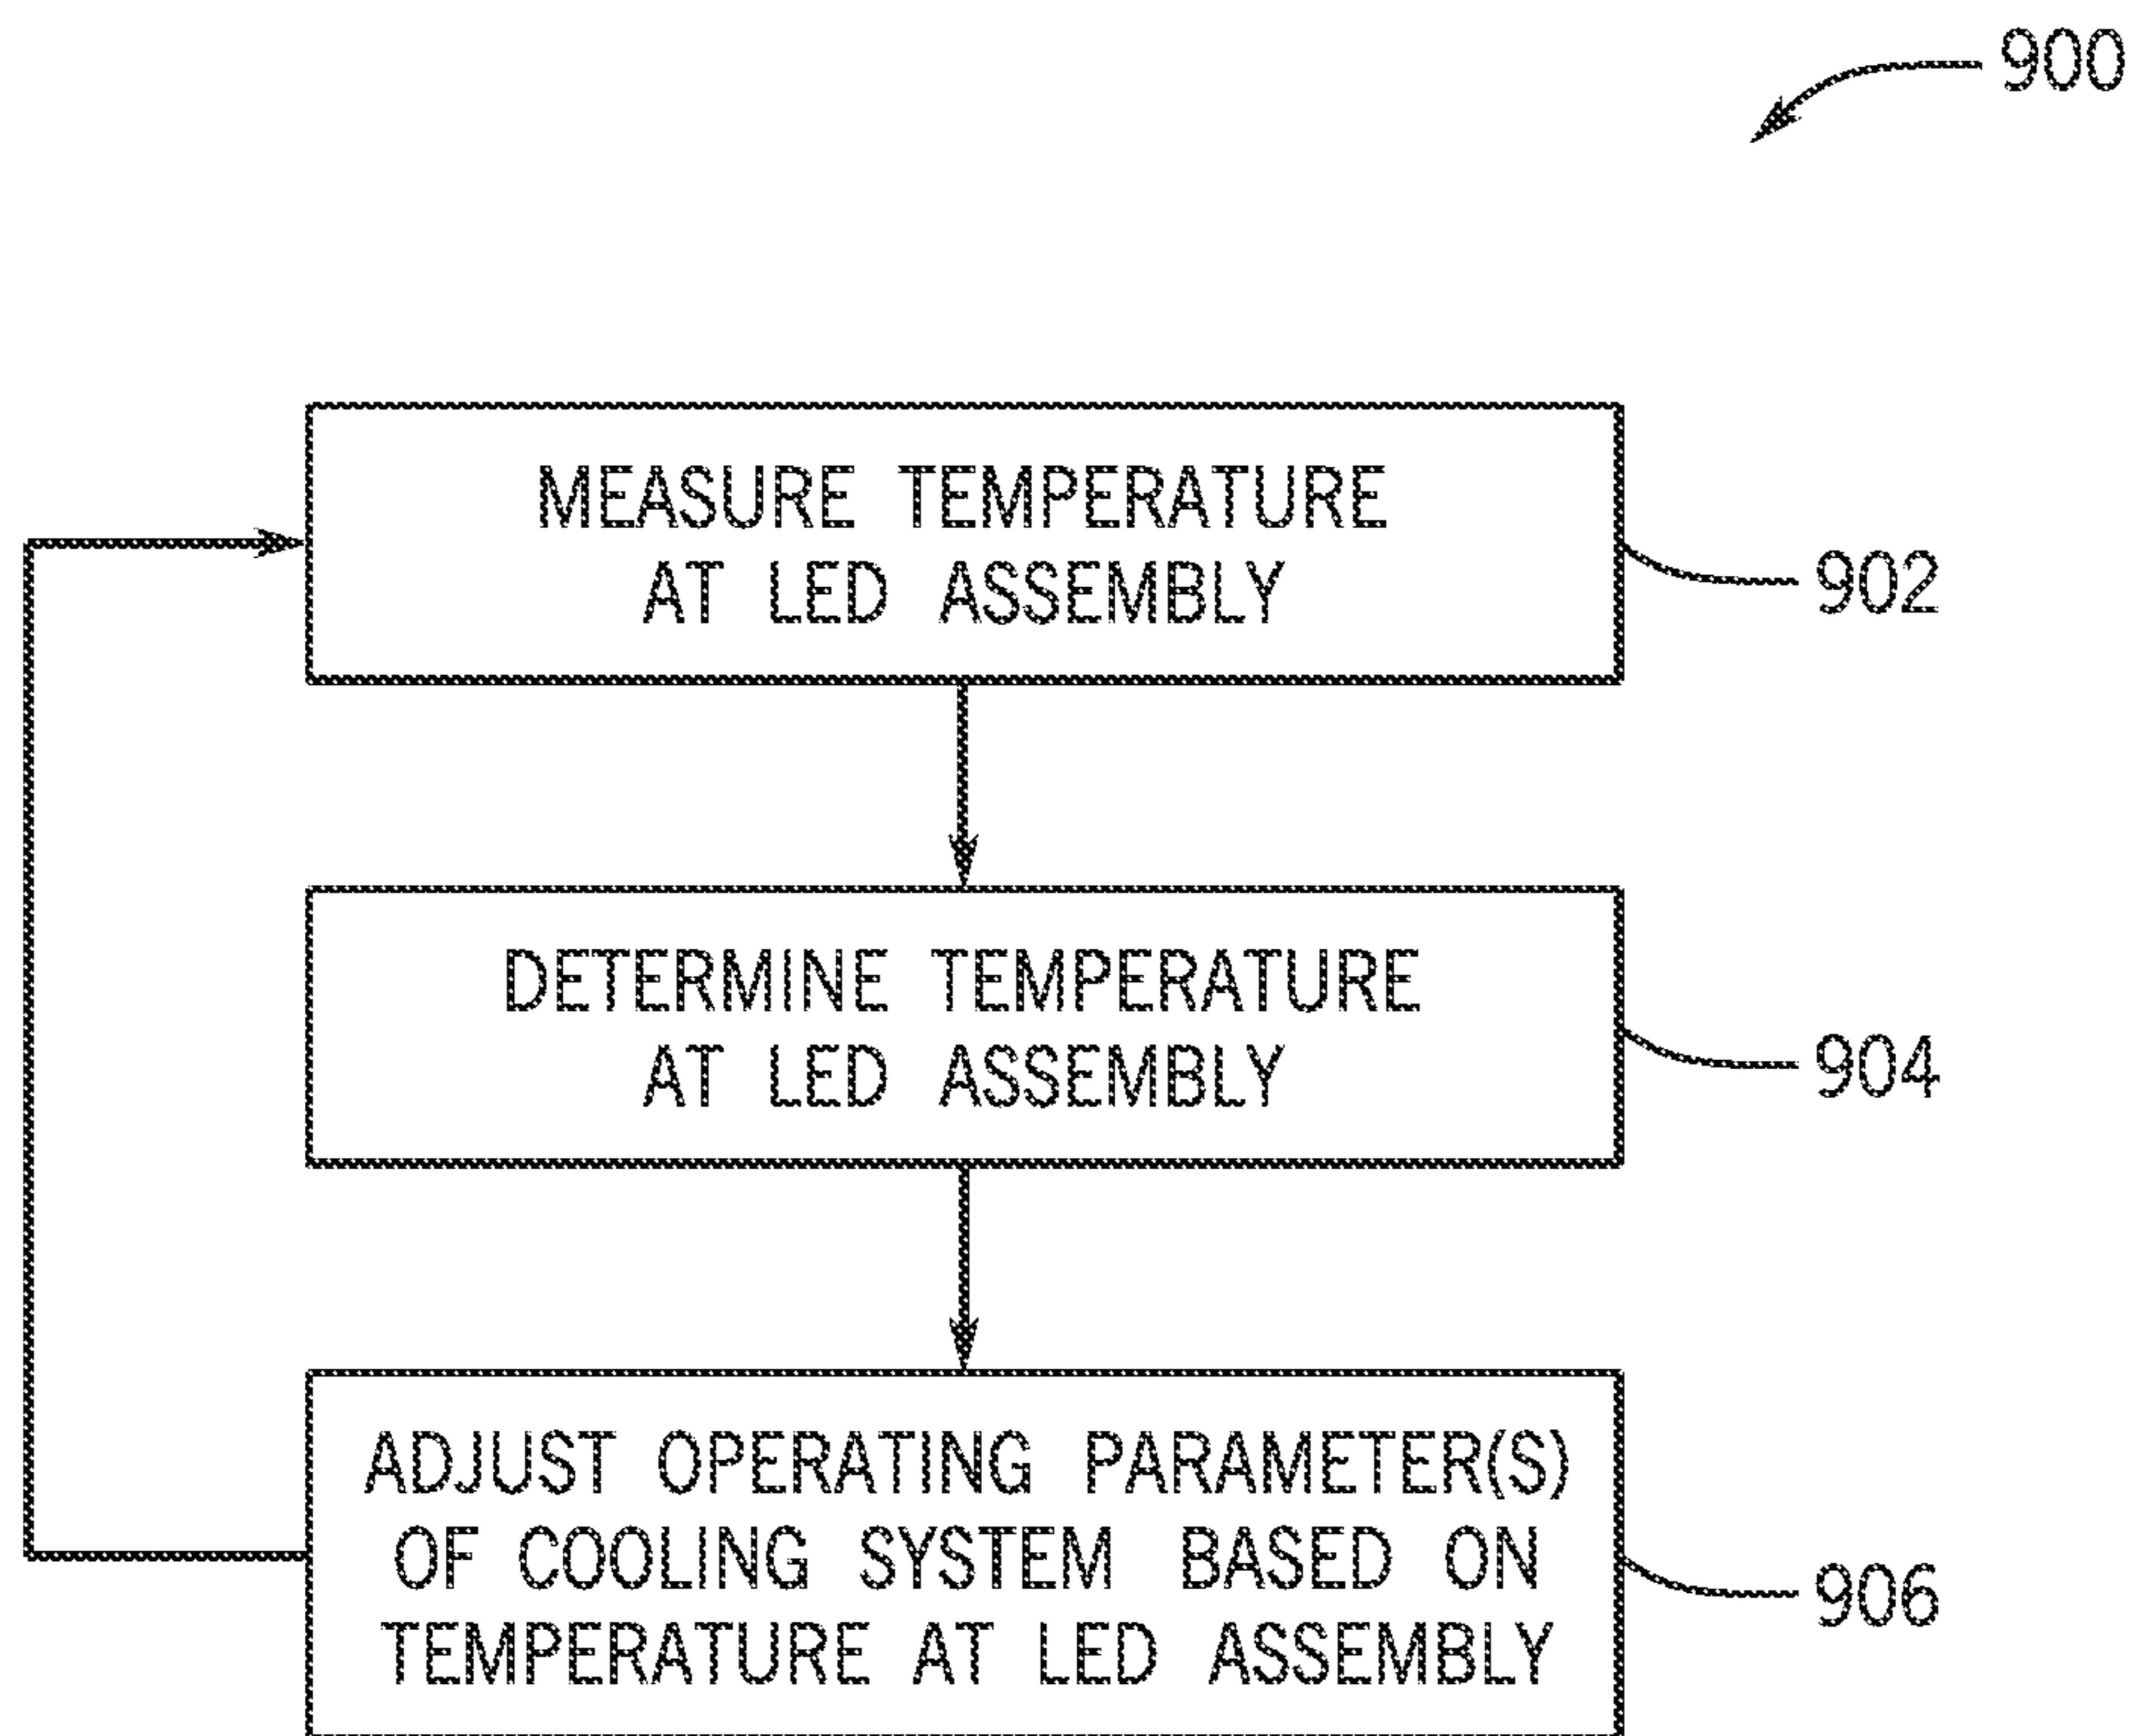 900
MEASURE TEMPERATURE
AT LED ASSEMBLY
902
DETERMINE TEMPERATURE
AT LED ASSEMBLY
904
ADJUST OPERATING PARAMETER(S)
OF COOLING SYSTEM BASED ON
TEMPERATURE AT LED ASSEMBLY
906